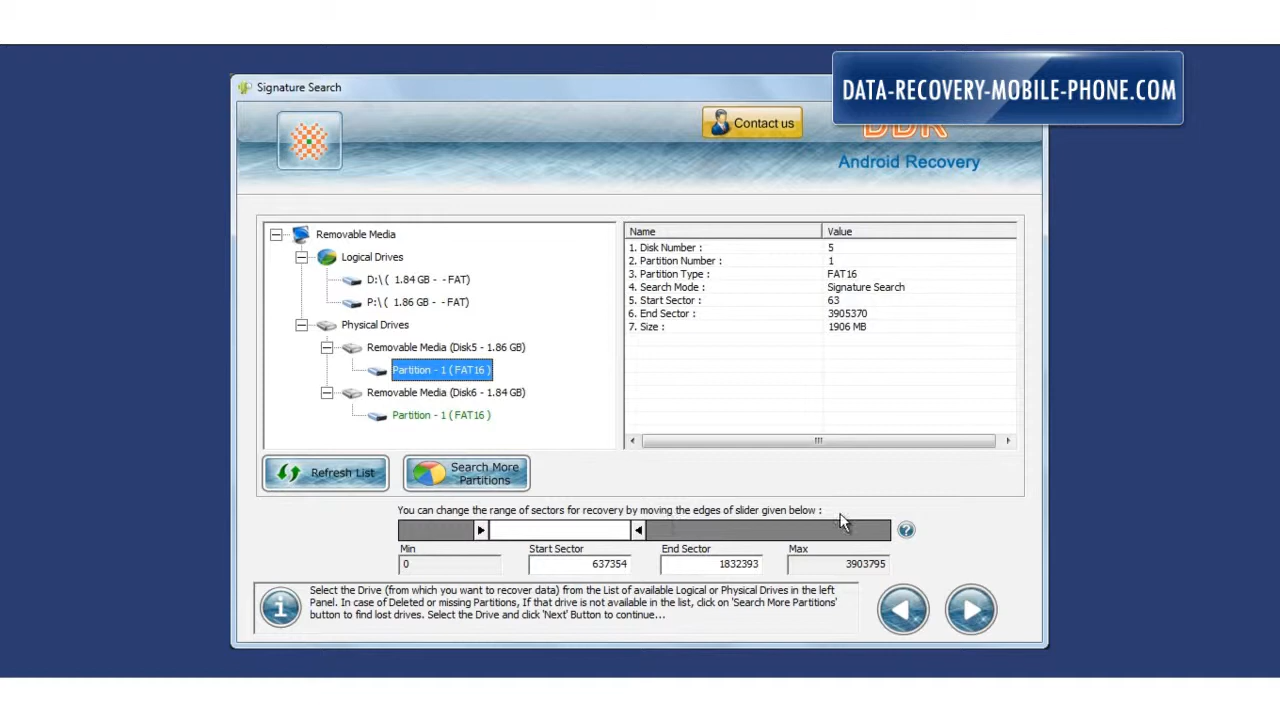 DATA-RECOVERY-MOBILE-PHONE.COM
Signature Search
Contact us
DDR
Android Recovery
Removable Media
Logical Drives
D:\ ( 1.84 GB - - FAT)
P:\ ( 1.86 GB - - FAT)
Physical Drives
Removable Media (Disk5 - 1.86 GB)
Partition - 1 ( FAT16 )
Removable Media (Disk6 - 1.84 GB)
Partition - 1 ( FAT16 )
Name Value
1. Disk Number : 5
2. Partition Number : 1
3. Partition Type : FAT16
4. Search Mode : Signature Search
5. Start Sector : 63
6. End Sector : 3905370
7. Size : 1906 MB
Refresh List
Search More
Partitions
You can change the range of sectors for recovery by moving the edges of slider given below :
Min Start Sector End Sector Max
0 637354 1832393 3903795
Select the Drive (from which you want to recover data) from the List of available Logical or Physical Drives in the left
Panel. In case of Deleted or missing Partitions, If that drive is not available in the list, click on 'Search More Partitions'
button to find lost drives. Select the Drive and click 'Next' Button to continue...